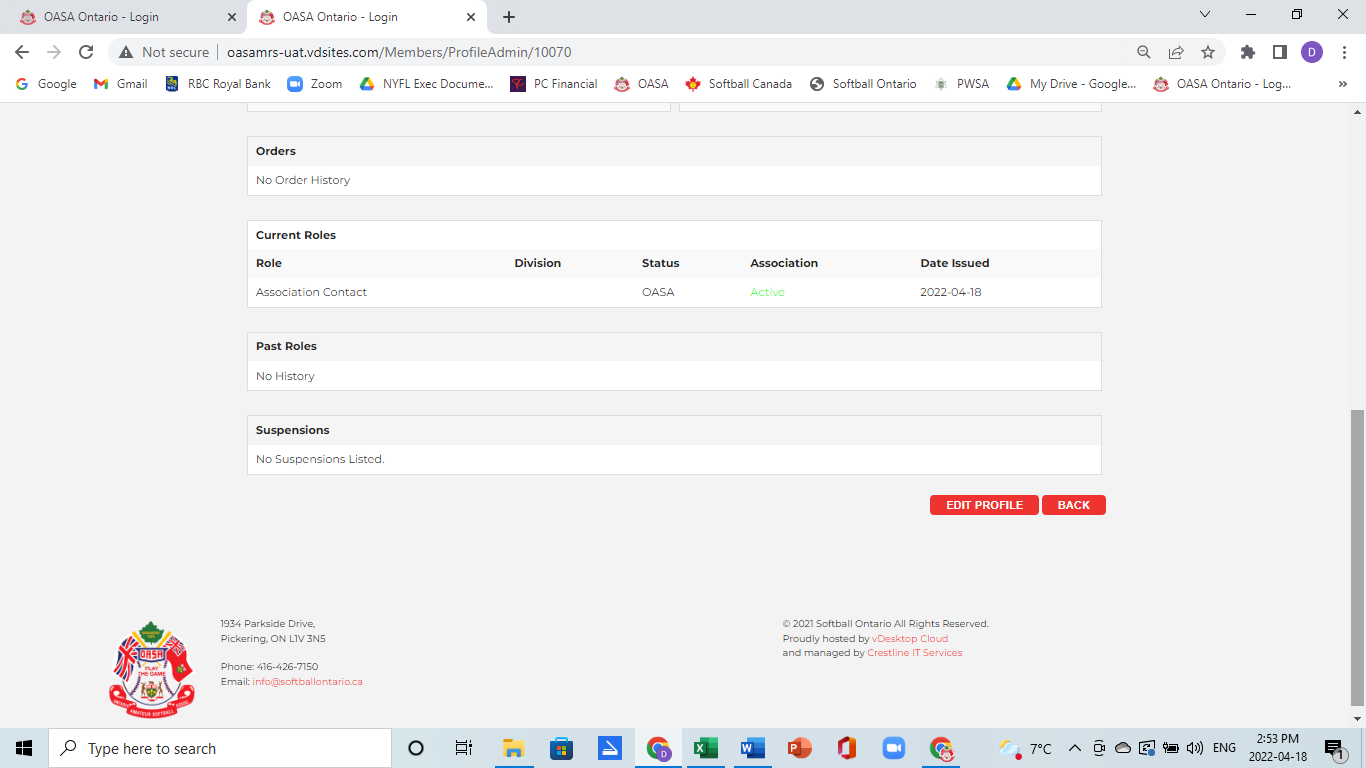 OASA Ontario - Login
OASA Ontario - Login
Not secure oasamrs-uat.vdsites.com/Members/ProfileAdmin/10070
D
Google Gmail RBC Royal Bank Zoom NYFL Exec Docume... PC Financial OASA Softball Canada Softball Ontario PWSA My Drive - Google... OASA Ontario - Log... »
Orders
No Order History
Current Roles
Role Division Status Association Date Issued
Association Contact OASA Active 2022-04-18
Past Roles
No History
Suspensions
No Suspensions Listed.
EDIT PROFILE BACK
OASA
PLAY
THE GAME
1934 Parkside Drive,
Pickering, ON L1V 3N5
Phone: 416-426-7150
Email: info@softballontario.ca
© 2021 Softball Ontario All Rights Reserved.
Proudly hosted by vDesktop Cloud
and managed by Crestline IT Services
Type here to search
7°C ENG
2:53 PM
2022-04-18
1